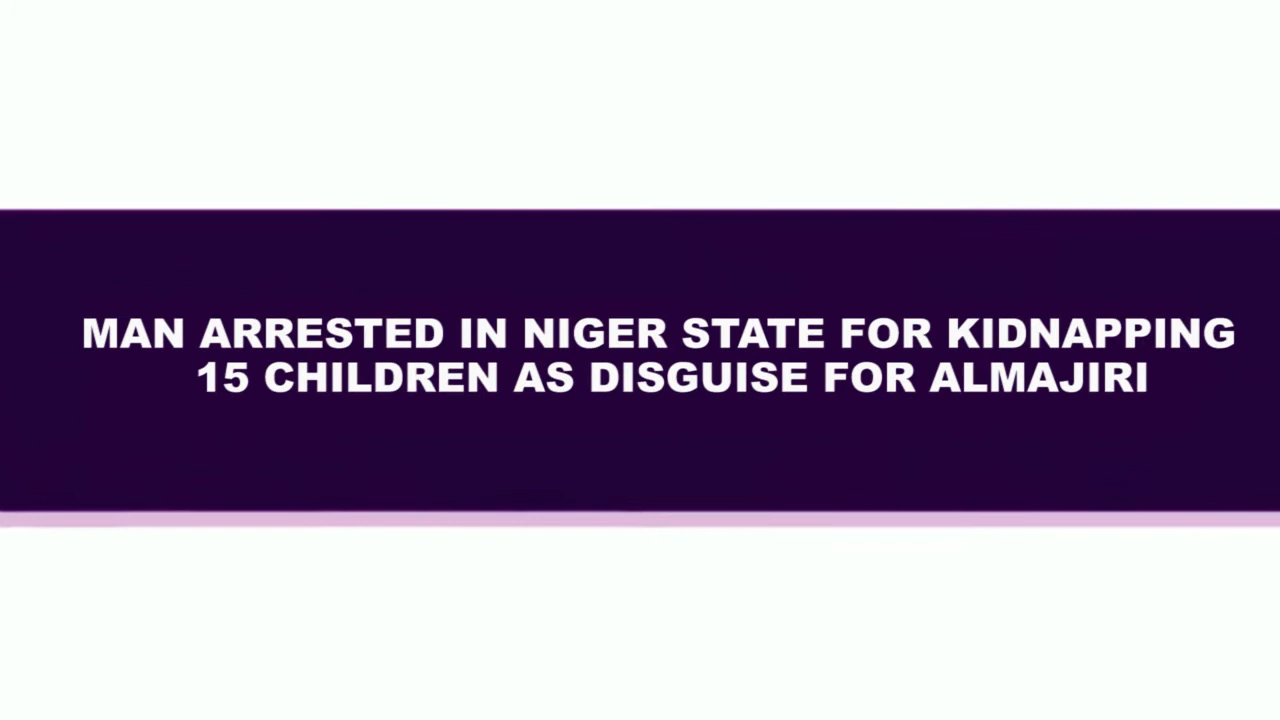 MAN ARRESTED IN NIGER STATE FOR KIDNAPPING
15 CHILDREN AS DISGUISE FOR ALMAJIRI